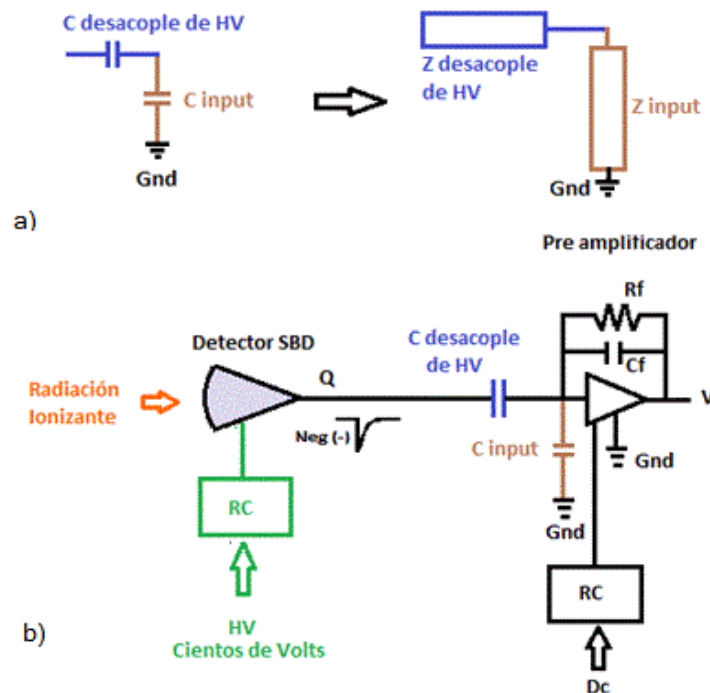 C desacople de HV
C input
Gnd
Z desacople
de HV
Z input
Gnd
a)
Pre ampliticador
Rf
Cf
Detector SBD
C desacople
de HV
Q
Radiación
Ionizante
Neg (-)
V
C input
Gnd
Gnd
RC
RC
HV
Cientos de Volts
b)
Dc